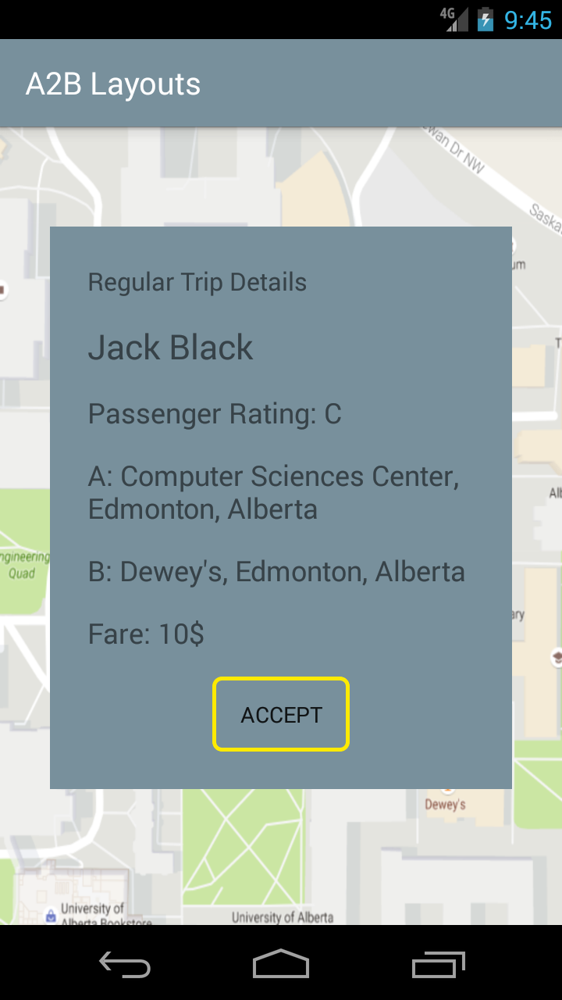 4G
9:45
A2B Layouts
wan Dr NW
Saska
um
Regular Trip Details
Jack Black
Passenger Rating: C
A: Computer Sciences Center,
Edmonton, Alberta
B: Dewey's, Edmonton, Alberta
Fare: 10$
ACCEPT
T
Alb
ngineering
Quad
ary
Dewey's
University of
Alberta Bookstore
University of Alberta